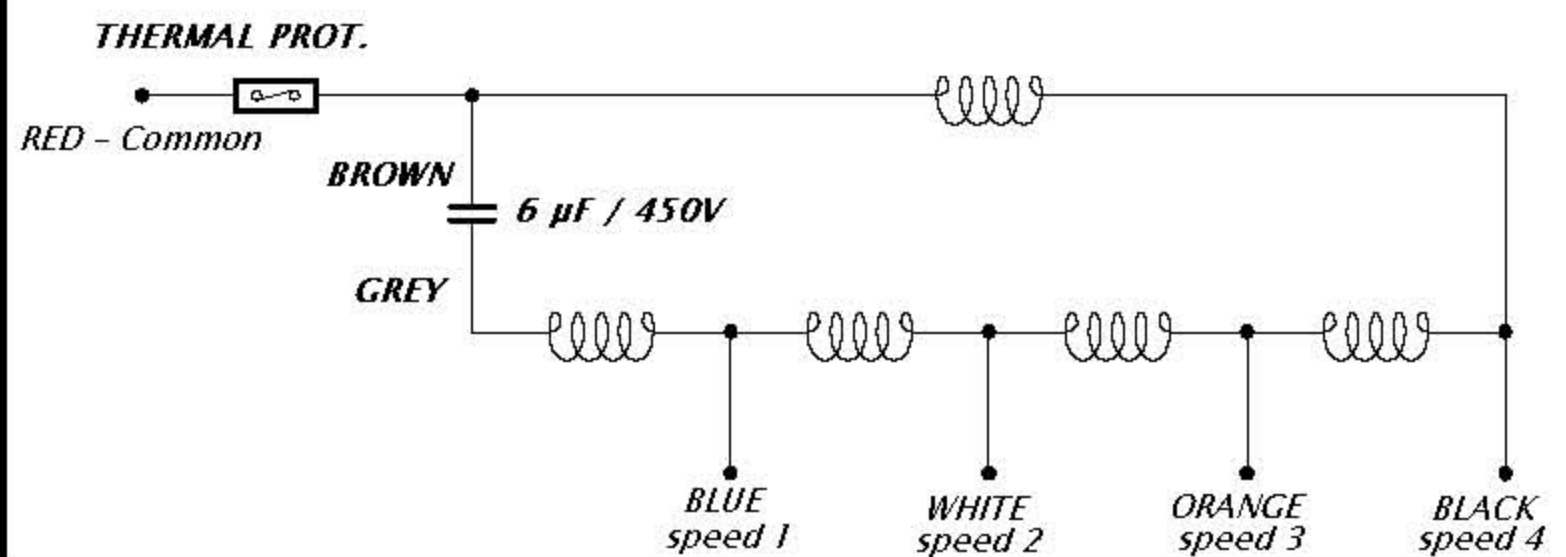 THERMAL PROT.
RED - Common
BROWN
6 µF / 450V
GREY
BLUE
speed 1
WHITE
speed 2
ORANGE
speed 3
BLACK
speed 4